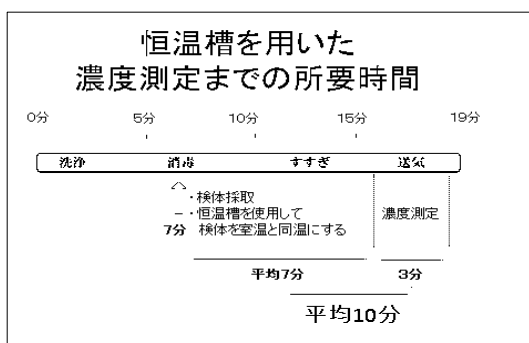 恒温槽を用いた
濃度測定までの所要時間
0分 5分 10分 15分 19分
洗浄 消毒 すすぎ 送気
・検体採取
・恒温槽を使用して
7分 検体を室温と同温にする
濃度測定
平均7分 3分
平均10分